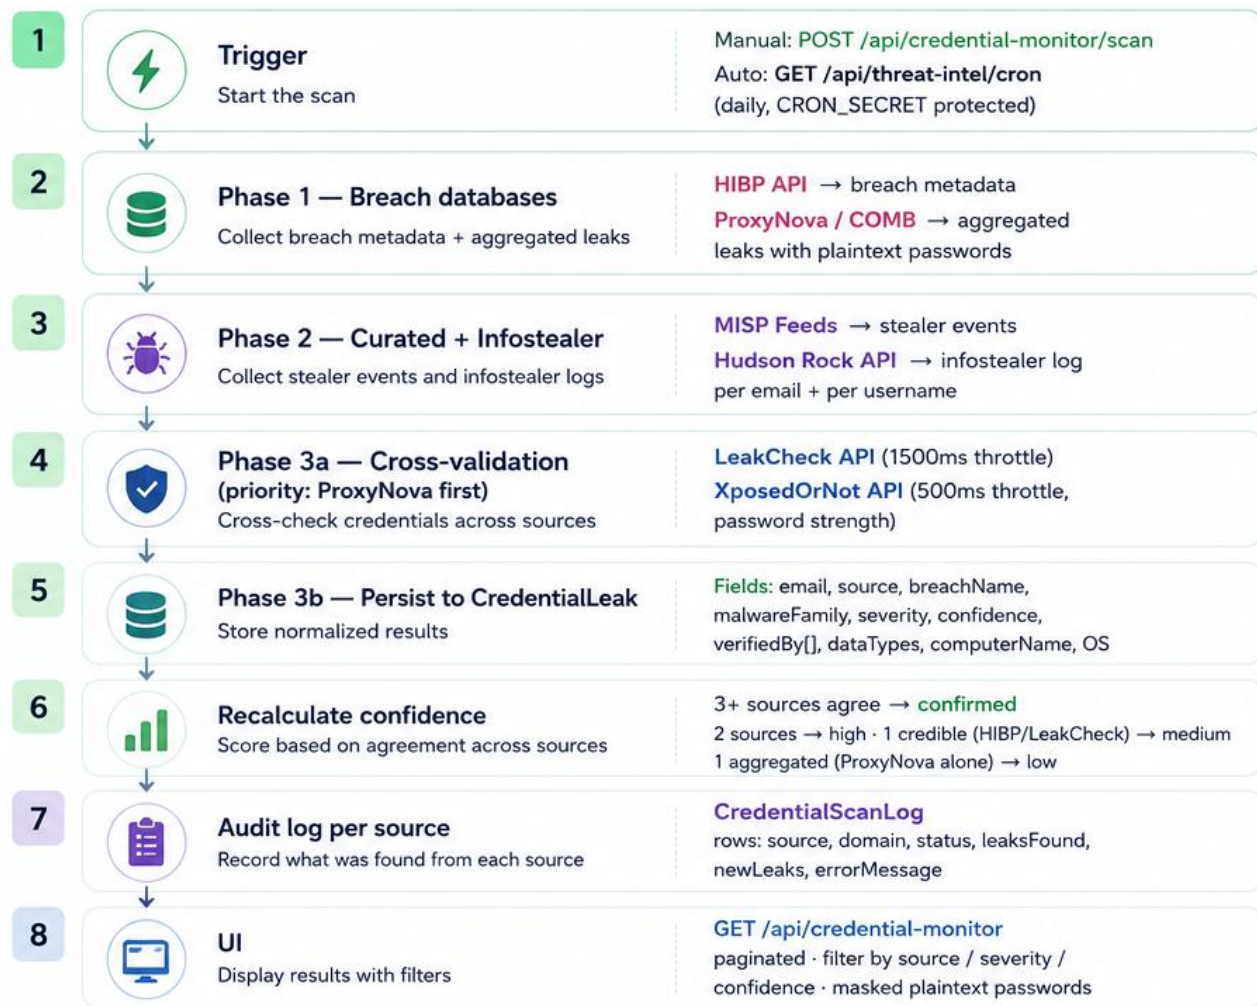 1
Trigger
Start the scan
Manual: POST /api/credential-monitor/scan
Auto: GET /api/threat-intel/cron
(daily, CRON_SECRET protected)
2
Phase 1 — Breach databases
Collect breach metadata + aggregated leaks
HIBP API → breach metadata
ProxyNova / COMB → aggregated
leaks with plaintext passwords
3
Phase 2 — Curated + Infostealer
Collect stealer events and infostealer logs
MISP Feeds → stealer events
Hudson Rock API → infostealer log
per email + per username
4
Phase 3a — Cross-validation
(priority: ProxyNova first)
Cross-check credentials across sources
LeakCheck API (1500ms throttle)
XposedOrNot API (500ms throttle,
password strength)
5
Phase 3b — Persist to CredentialLeak
Store normalized results
Fields: email, source, breachName,
malwareFamily, severity, confidence,
verifiedBy[], dataTypes, computerName, OS
6
Recalculate confidence
Score based on agreement across sources
3+ sources agree → confirmed
2 sources → high · 1 credible (HIBP/LeakCheck) → medium
1 aggregated (ProxyNova alone) → low
7
Audit log per source
Record what was found from each source
CredentialScanLog
rows: source, domain, status, leaksFound,
newLeaks, errorMessage
8
UI
Display results with filters
GET /api/credential-monitor
paginated · filter by source / severity /
confidence · masked plaintext passwords